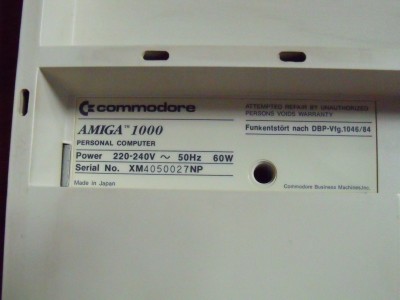 commodore
AMIGA™ 1000
PERSONAL COMPUTER
Power 220-240V ~ 50Hz 60W
Serial No. XM4050027NP
Made in Japan
ATTEMPTED REPAIR BY UNAUTHORIZED
PERSONS VOIDS WARRANTY
Funkentstört nach DBP-Vfg.1046/84
Commodore Business Machines,Inc.